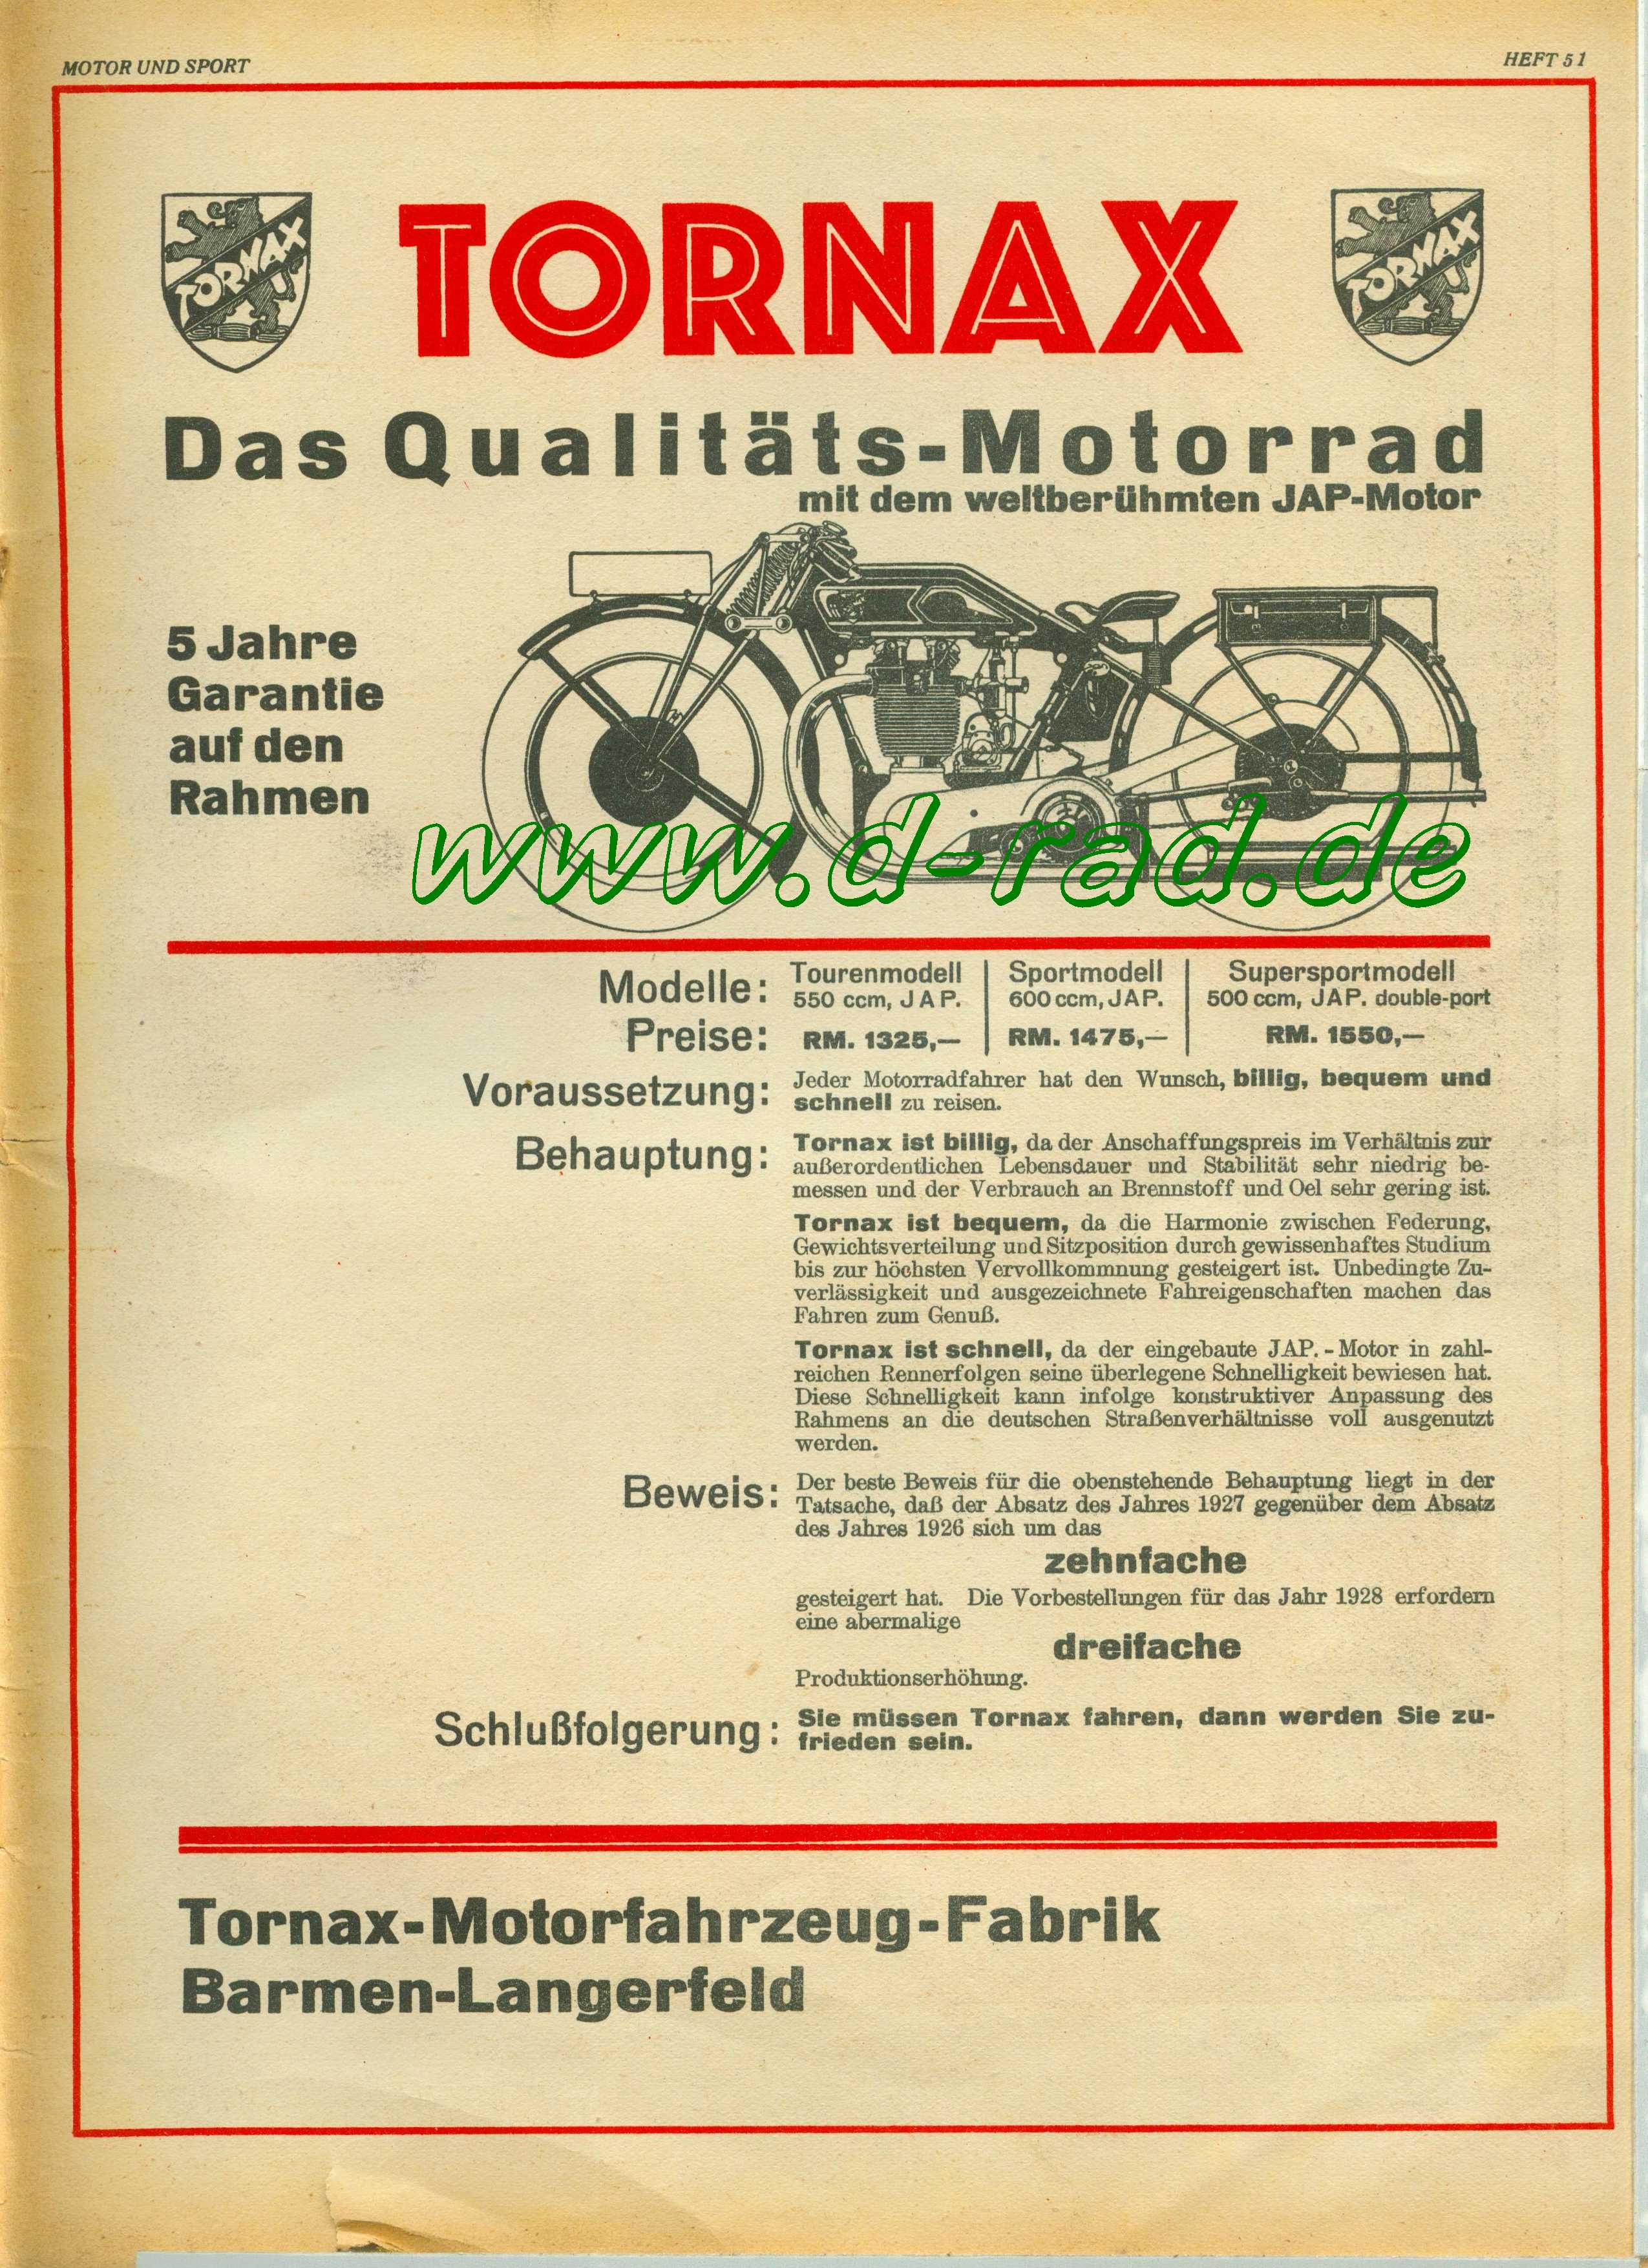 MOTOR UND SPORT
HEFT 51
TORNAX
TORNAX
TORNAX
Das Qualitäts-Motorrad
mit dem weltberühmten JAP-Motor
5 Jahre
Garantie
auf den
Rahmen
www.d-rad.de
Modelle: Tourenmodell Sportmodell Supersportmodell
550 ccm, JAP. 600 ccm, JAP. 500 ccm, JAP. double-port
Preise: RM. 1325,— RM. 1475,— RM. 1550,—
Voraussetzung: Jeder Motorradfahrer hat den Wunsch, billig, bequem und
schnell zu reisen.
Behauptung: Tornax ist billig, da der Anschaffungspreis im Verhältnis zur
außerordentlichen Lebensdauer und Stabilität sehr niedrig be-
messen und der Verbrauch an Brennstoff und Oel sehr gering ist.
Tornax ist bequem, da die Harmonie zwischen Federung,
Gewichtsverteilung und Sitzposition durch gewissenhaftes Studium
bis zur höchsten Vervollkommnung gesteigert ist. Unbedingte Zu-
verlässigkeit und ausgezeichnete Fahreigenschaften machen das
Fahren zum Genuß.
Tornax ist schnell, da der eingebaute JAP.-Motor in zahl-
reichen Rennerfolgen seine überlegene Schnelligkeit bewiesen hat.
Diese Schnelligkeit kann infolge konstruktiver Anpassung des
Rahmens an die deutschen Straßenverhältnisse voll ausgenutzt
werden.
Beweis: Der beste Beweis für die obenstehende Behauptung liegt in der
Tatsache, daß der Absatz des Jahres 1927 gegenüber dem Absatz
des Jahres 1926 sich um das
zehnfache
gesteigert hat. Die Vorbestellungen für das Jahr 1928 erfordern
eine abermalige
dreifache
Produktionserhöhung.
Schlußfolgerung: Sie müssen Tornax fahren, dann werden Sie zu-
frieden sein.
Tornax-Motorfahrzeug-Fabrik
Barmen-Langerfeld